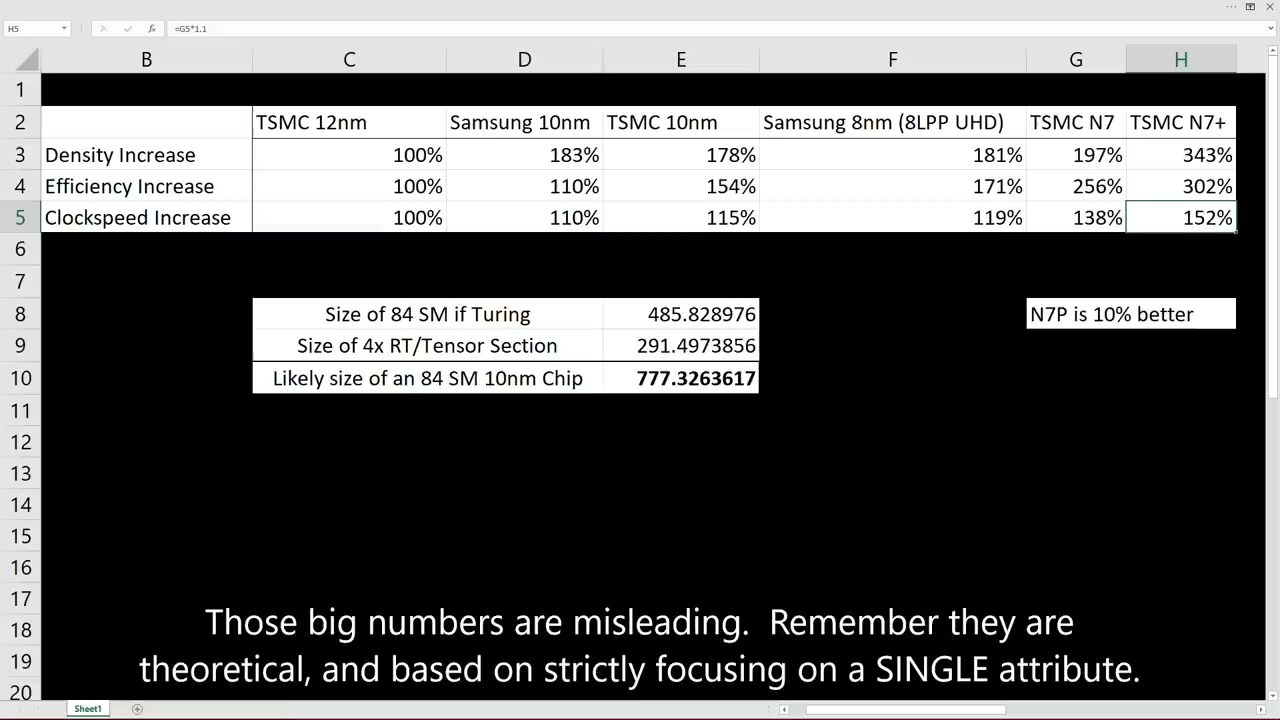 H5 =G5*1.1
B C D E F G H
1
2 TSMC 12nm Samsung 10nm TSMC 10nm Samsung 8nm (8LPP UHD) TSMC N7 TSMC N7+
3 Density Increase 100% 183% 178% 181% 197% 343%
4 Efficiency Increase 100% 110% 154% 171% 256% 302%
5 Clockspeed Increase 100% 110% 115% 119% 138% 152%
6
7
8 Size of 84 SM if Turing 485.828976 N7P is 10% better
9 Size of 4x RT/Tensor Section 291.4973856
10 Likely size of an 84 SM 10nm Chip 777.3263617
11
12
13
14
15
16
17
18
19
20
Those big numbers are misleading. Remember they are
theoretical, and based on strictly focusing on a SINGLE attribute.
Sheet1